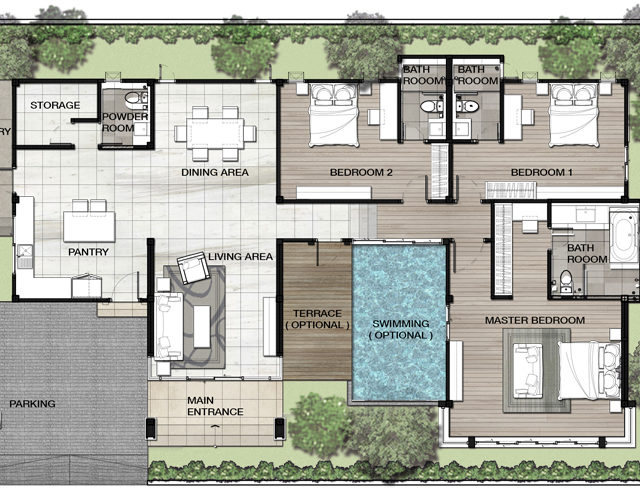 BATH
ROOOM
BATH
ROOOM
STORAGE
POWDER
ROOM
RY
DINING AREA
BEDROOM 2
BEDROOM 1
PANTRY
LIVING AREA
BATH
ROOOM
TERRACE
( OPTIONAL )
SWIMMING
( OPTIONAL )
MASTER BEDROOM
PARKING
MAIN
ENTRANCE